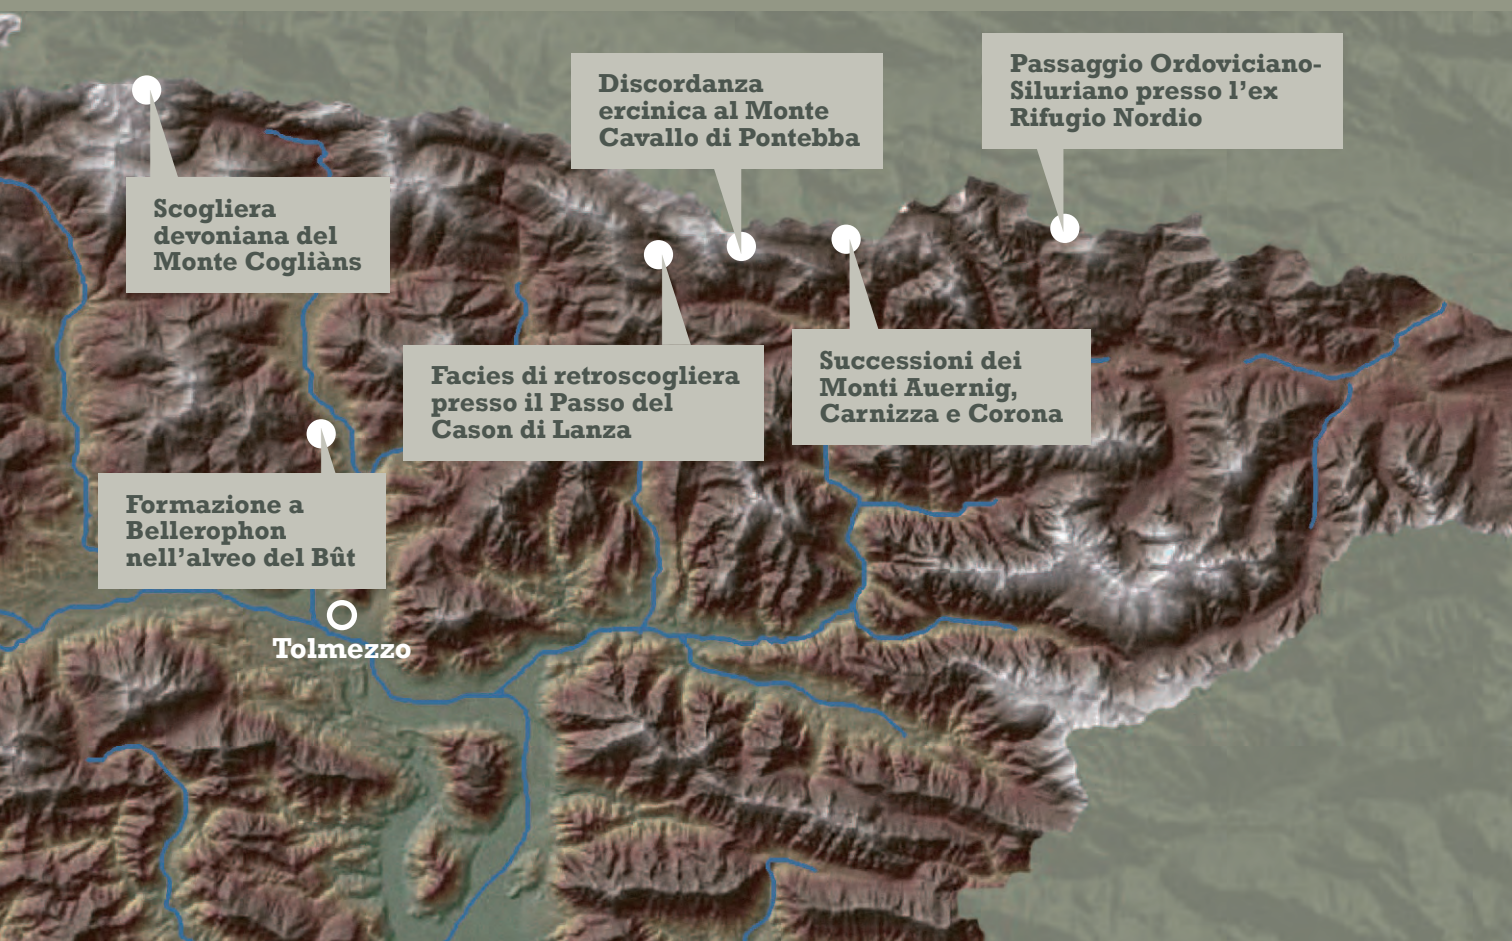 Passaggio Ordoviciano-
Siluriano presso l’ex
Rifugio Nordio
Discordanza
ercinica al Monte
Cavallo di Pontebba
Scogliera
devoniana del
Monte Cogliàns
Facies di retroscogliera
presso il Passo del
Cason di Lanza
Successioni dei
Monti Auernig,
Carnizza e Corona
Formazione a
Bellerophon
nell’alveo del Bût
Tolmezzo